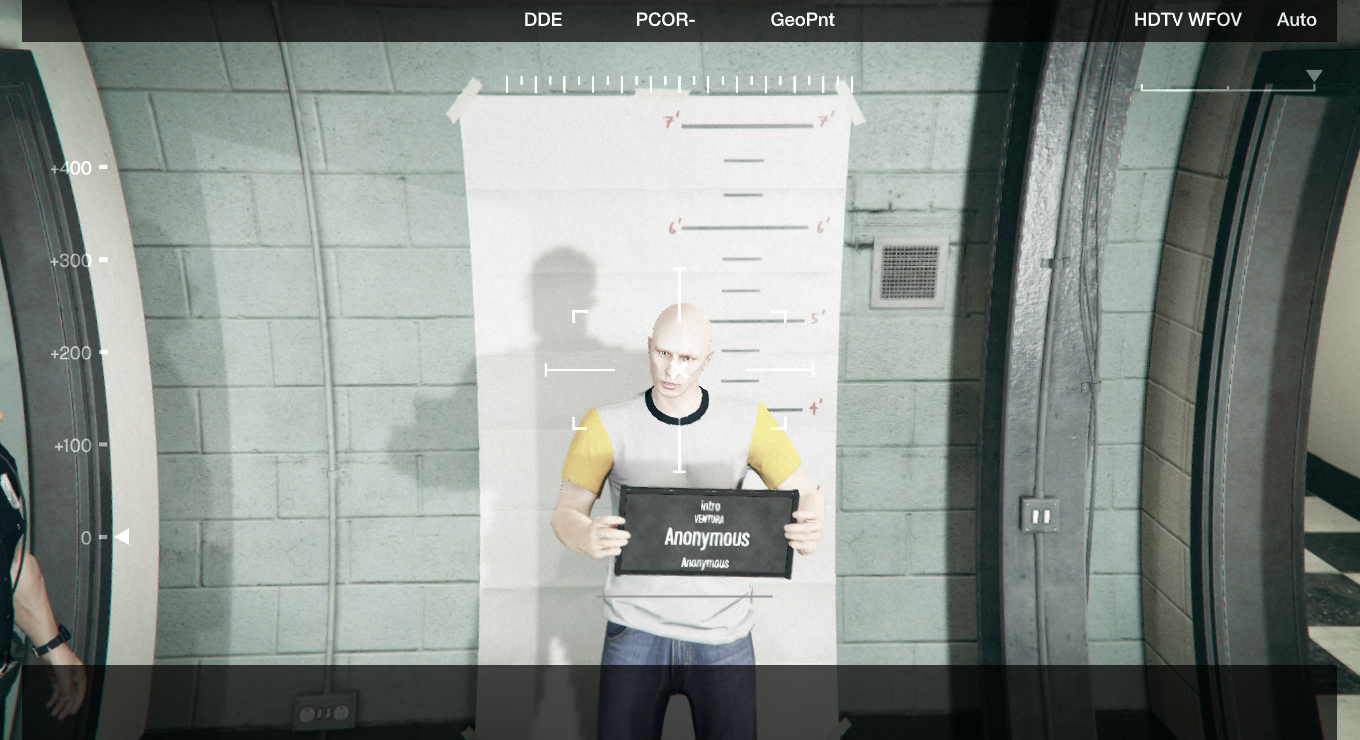 DDE PCOR- GeoPnt HDTV WFOV Auto
7' 7'
+400
6' 6'
+300
5'
+200
4'
+100
intro
VENTURA
Anonymous
0
Anonymous